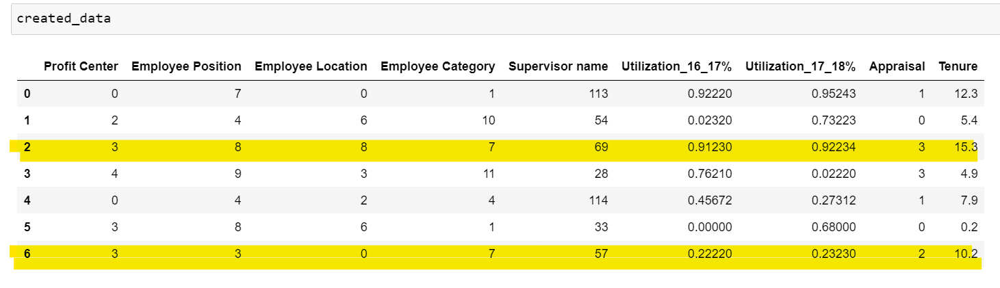 created_data
Profit Center Employee Position Employee Location Employee Category Supervisor name Utilization_16_17% Utilization_17_18% Appraisal Tenure
0 0 7 0 1 113 0.92220 0.95243 1 12.3
1 2 4 6 10 54 0.02320 0.73223 0 5.4
2 3 8 8 7 69 0.91230 0.92234 3 15.3
3 4 9 3 11 28 0.76210 0.02220 3 4.9
4 0 4 2 4 114 0.45672 0.27312 1 7.9
5 3 8 6 1 33 0.00000 0.68000 0 0.2
6 3 3 0 7 57 0.22220 0.23230 2 10.2